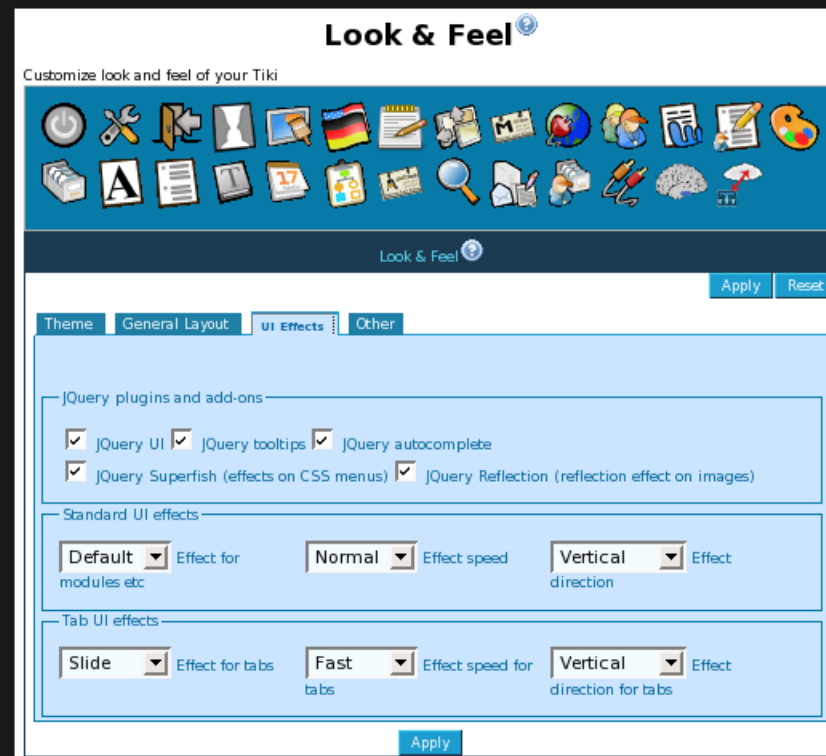 Look & Feel
Customize look and feel of your Tiki
Look & Feel
Apply Reset
Theme General Layout UI Effects Other
JQuery plugins and add-ons
JQuery UI JQuery tooltips JQuery autocomplete
JQuery Superfish (effects on CSS menus) JQuery Reflection (reflection effect on images)
Standard UI effects
Default Effect for modules etc Normal Effect speed Vertical Effect direction
Tab UI effects
Slide Effect for tabs Fast Effect speed for tabs Vertical Effect direction for tabs
Apply